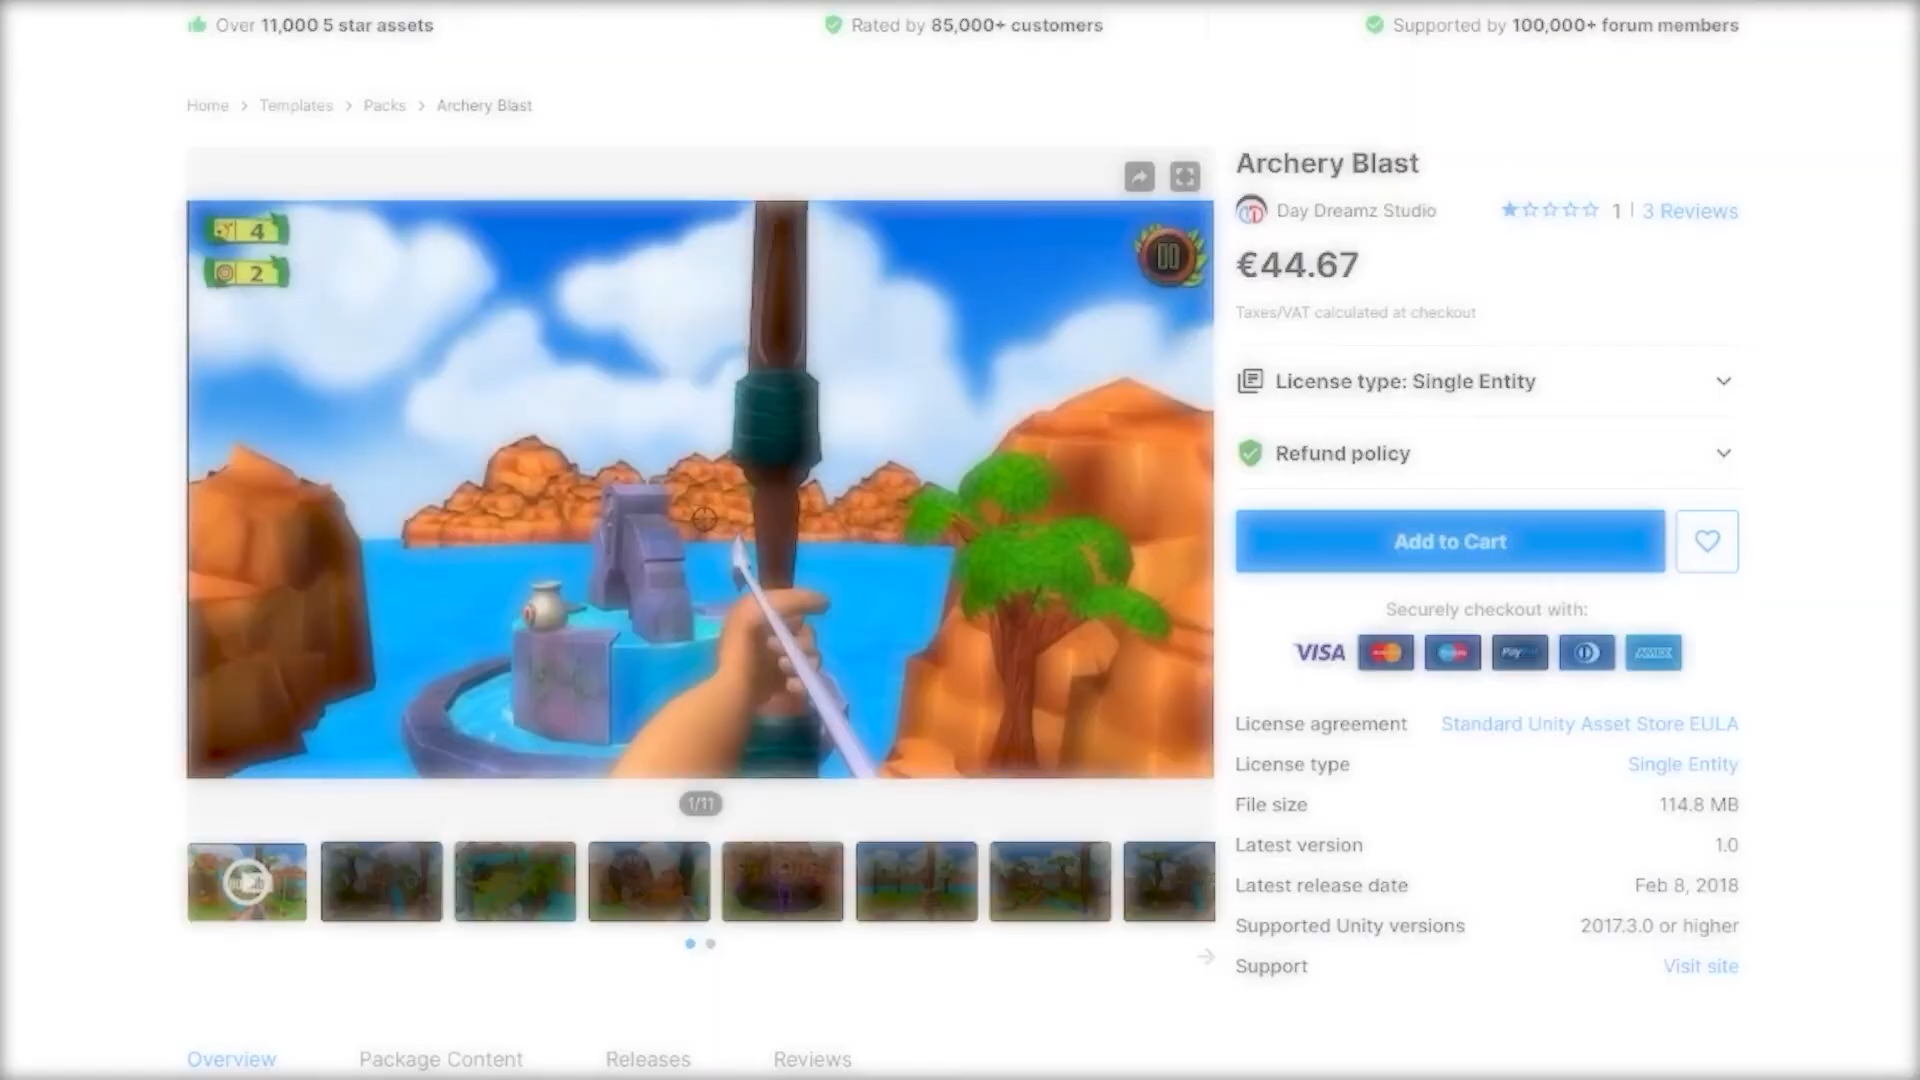 Over 11,000 5 star assets
Rated by 85,000+ customers
Supported by 100,000+ forum members
Home > Templates > Packs > Archery Blast
Archery Blast
Day Dreamz Studio
1 | 3 Reviews
4
2
€44.67
Taxes/VAT calculated at checkout
License type: Single Entity
Refund policy
Add to Cart
Securely checkout with:
VISA
PayPal
AMEX
License agreement Standard Unity Asset Store EULA
License type Single Entity
File size 114.8 MB
Latest version 1.0
Latest release date Feb 8, 2018
Supported Unity versions 2017.3.0 or higher
Support Visit site
1/11
Overview
Package Content
Releases
Reviews